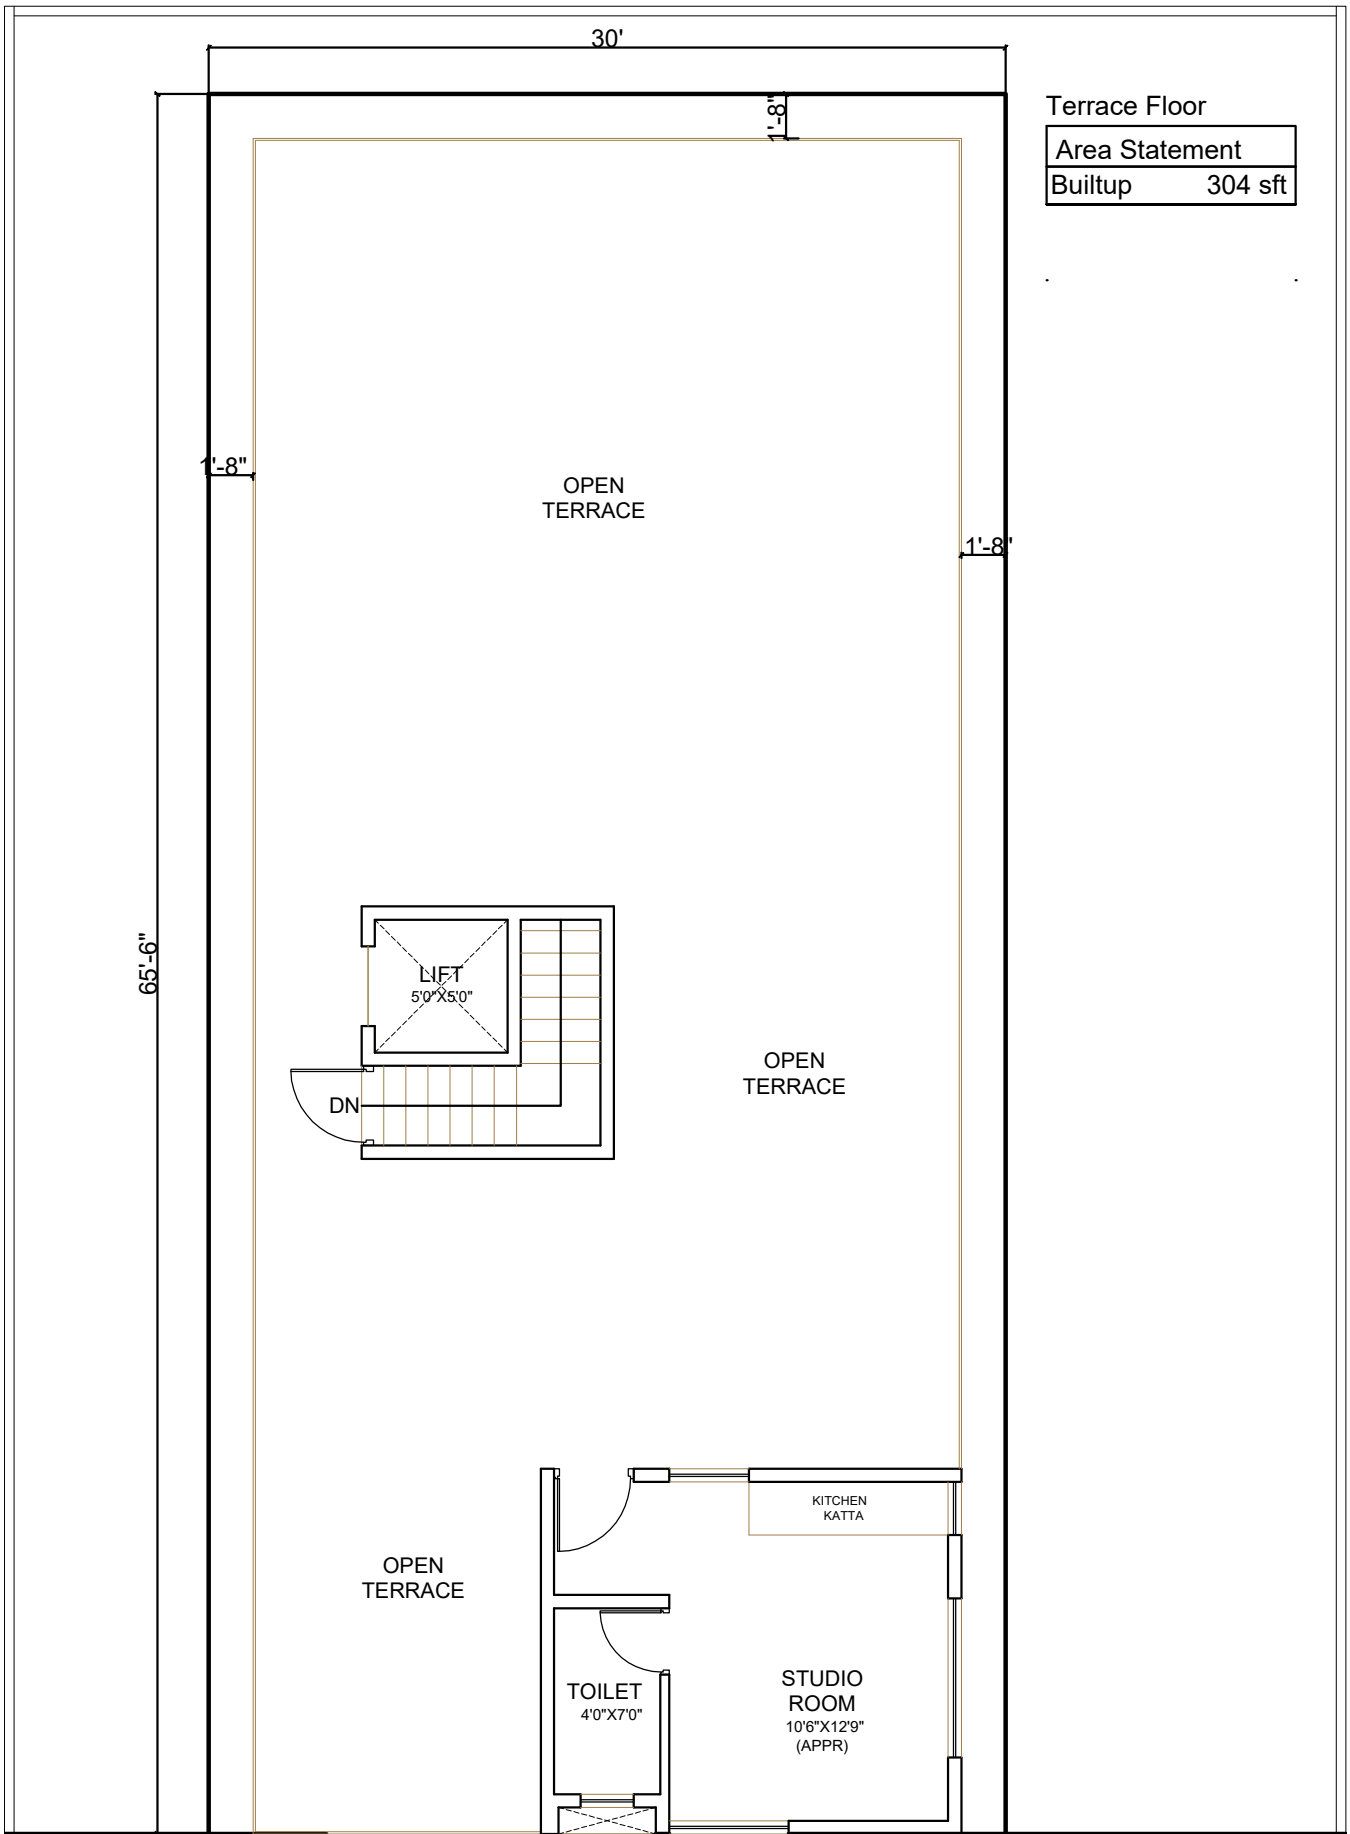 30'
1'-8"
Terrace Floor
Area Statement
Builtup 304 sft
1'-8"
OPEN
TERRACE
1'-8"
65'-6"
LIFT
5'0"X5'0"
OPEN
TERRACE
DN
KITCHEN
KATTA
OPEN
TERRACE
STUDIO
ROOM
10'6"X12'9"
(APPR)
TOILET
4'0"X7'0"